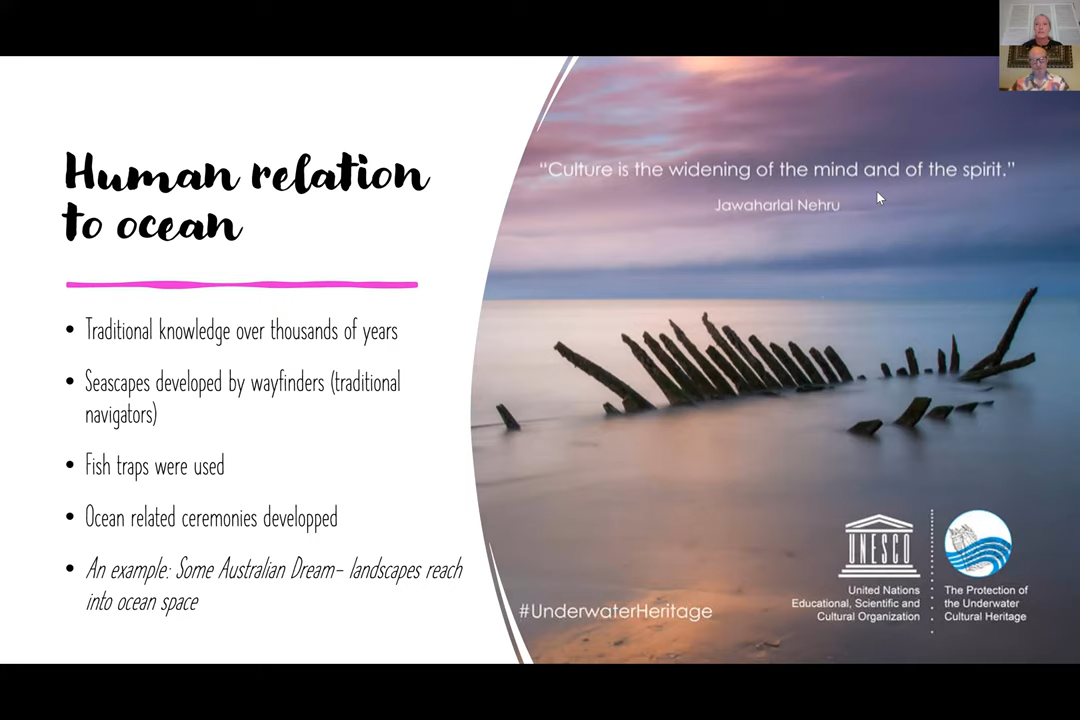 Human relation
to ocean
• Traditional knowledge over thousands of years
• Seascapes developed by wayfinders (traditional
navigators)
• Fish traps were used
• Ocean related ceremonies developped
• An example: Some Australian Dream- landscapes reach
into ocean space
“Culture is the widening of the mind and of the spirit.”
Jawaharlal Nehru
#UnderwaterHeritage
UNESCO
United Nations
Educational, Scientific and
Cultural Organization
The Protection of
the Underwater
Cultural Heritage